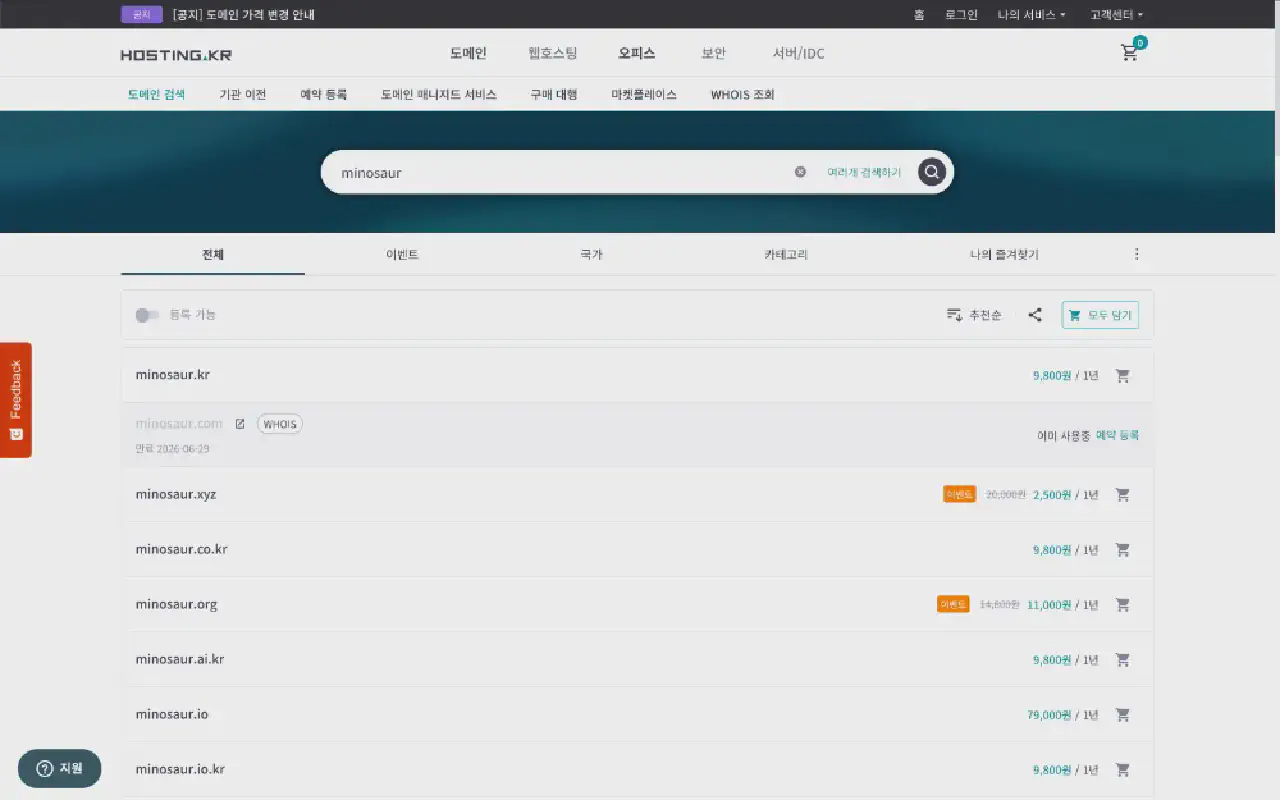 공지 [공지] 도메인 가격 변경 안내 홈 로그인 나의 서비스 고객센터
HOSTING.KR 도메인 웹호스팅 오피스 보안 서버/IDC 0
도메인 검색 기관 이전 예약 등록 도메인 매니지드 서비스 구매 대행 마켓플레이스 WHOIS 조회
minosaur 여러개 검색하기
전체 이벤트 국가 카테고리 나의 즐겨찾기
등록 가능 추천순 모두 담기
minosaur.kr 9,800원 / 1년
minosaur.com WHOIS
만료 2026-06-29
이미 사용중 예약 등록
minosaur.xyz 이벤트 20,000원 2,500원 / 1년
minosaur.co.kr 9,800원 / 1년
minosaur.org 이벤트 11,000원 / 1년
minosaur.ai.kr 9,800원 / 1년
minosaur.io 79,000원 / 1년
minosaur.io.kr 9,800원 / 1년
Feedback
지원